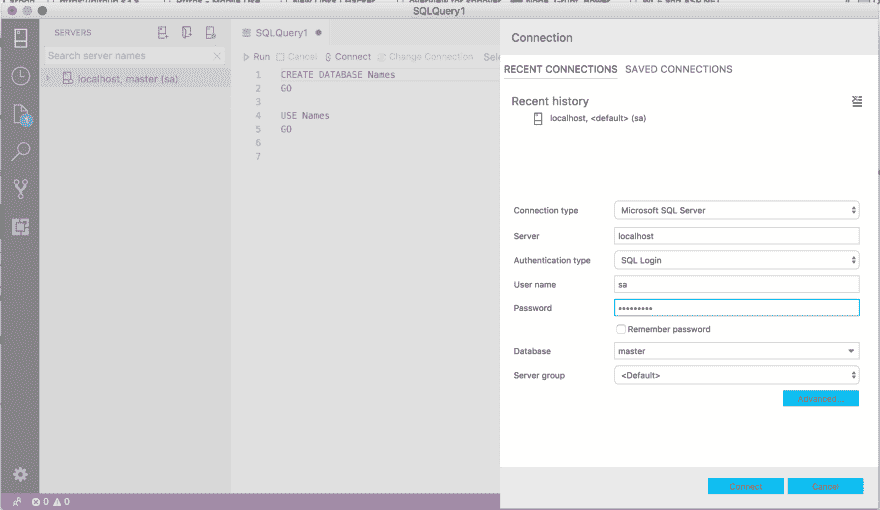 SQLQuery1
SERVERS
Search server names
localhost, master (sa)
SQLQuery1
Run Cancel Connect Change Connection
1 CREATE DATABASE Names
2 GO
3
4 USE Names
5 GO
6
7
0 0
Connection
RECENT CONNECTIONS SAVED CONNECTIONS
Recent history
localhost, <default> (sa)
Connection type Microsoft SQL Server
Server localhost
Authentication type SQL Login
User name sa
Password •••••••••
Remember password
Database master
Server group <Default>
Advanced...
Connect Cancel